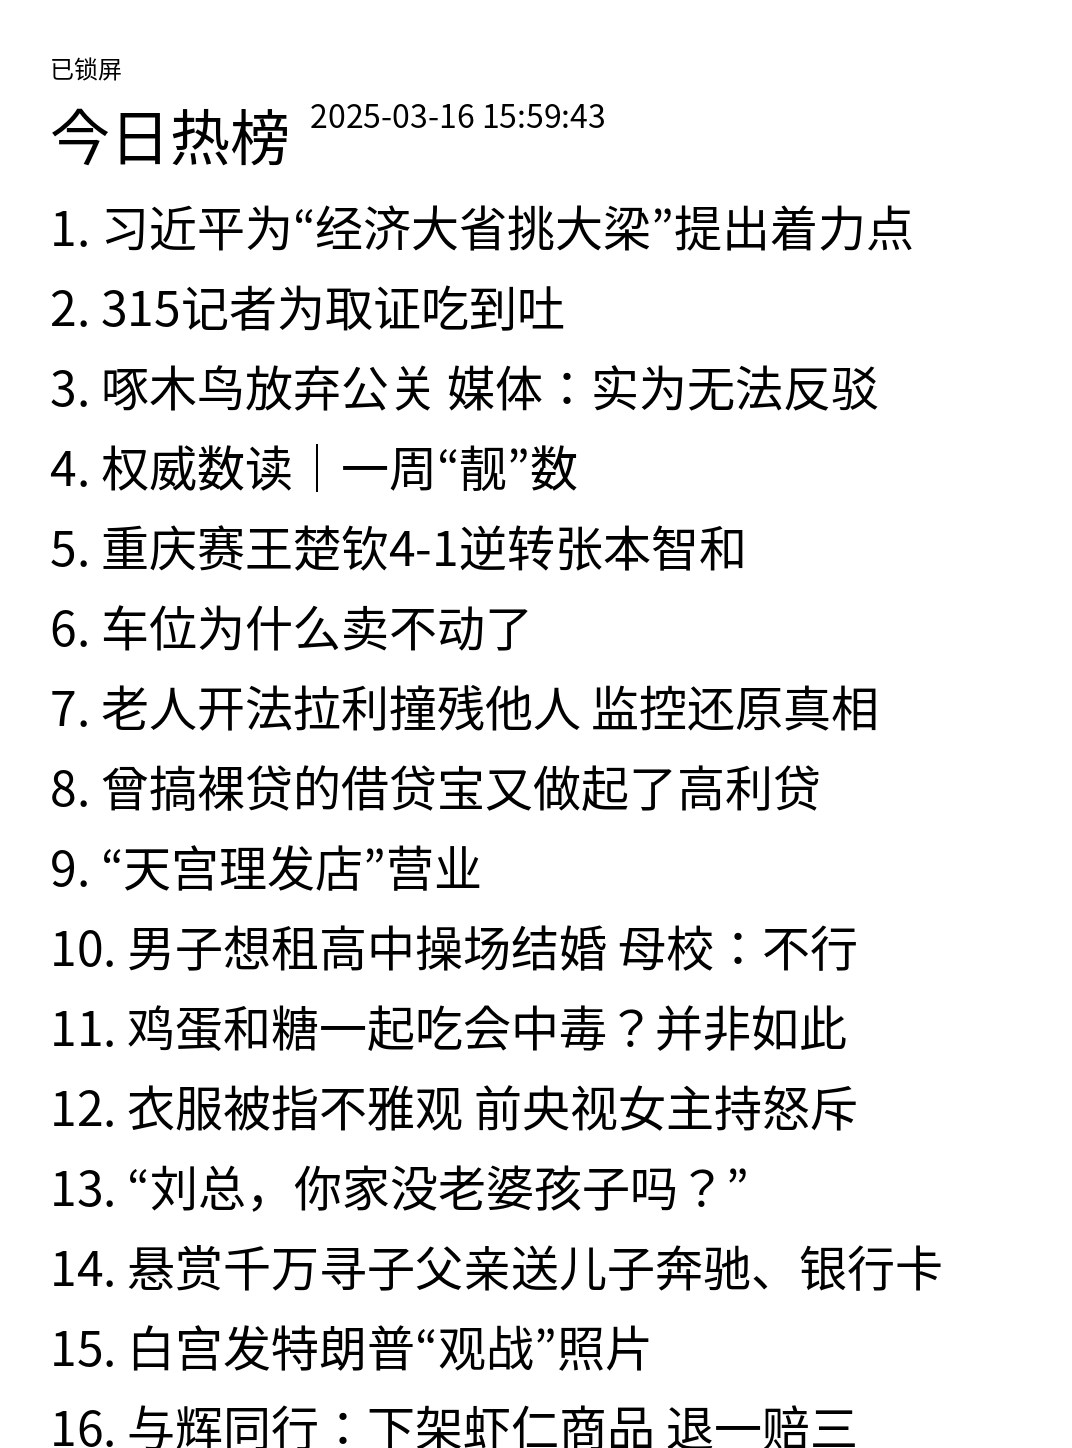 已锁屏
今日热榜 2025-03-16 15:59:43
1. 习近平为“经济大省挑大梁”提出着力点
2. 315记者为取证吃到吐
3. 啄木鸟放弃公关 媒体：实为无法反驳
4. 权威数读｜一周“靓”数
5. 重庆赛王楚钦4-1逆转张本智和
6. 车位为什么卖不动了
7. 老人开法拉利撞残他人 监控还原真相
8. 曾搞裸贷的借贷宝又做起了高利贷
9. “天宫理发店”营业
10. 男子想租高中操场结婚 母校：不行
11. 鸡蛋和糖一起吃会中毒？并非如此
12. 衣服被指不雅观 前央视女主持怒斥
13. “刘总，你家没老婆孩子吗？”
14. 悬赏千万寻子父亲送儿子奔驰、银行卡
15. 白宫发特朗普“观战”照片
16. 与辉同行：下架虾仁商品 退一赔三